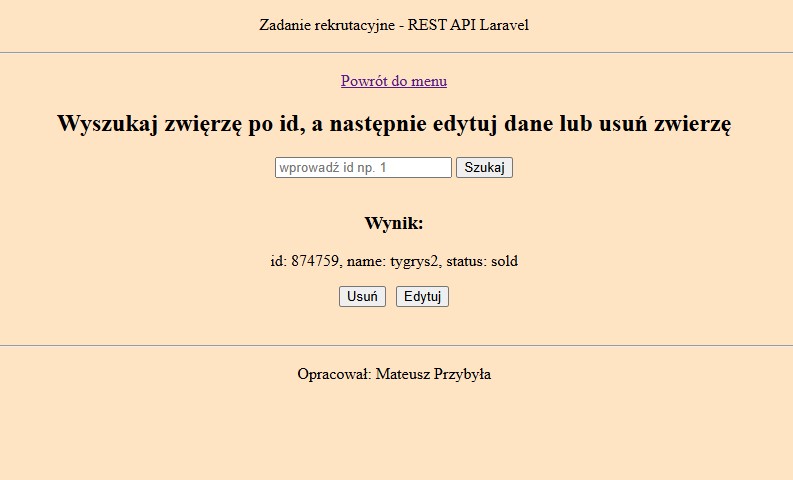 Zadanie rekrutacyjne - REST API Laravel
Powrót do menu
Wyszukaj zwięrzę po id, a następnie edytuj dane lub usuń zwierzę
wprowadź id np. 1 Szukaj
Wynik:
id: 874759, name: tygrys2, status: sold
Usuń Edytuj
Opracował: Mateusz Przybyła